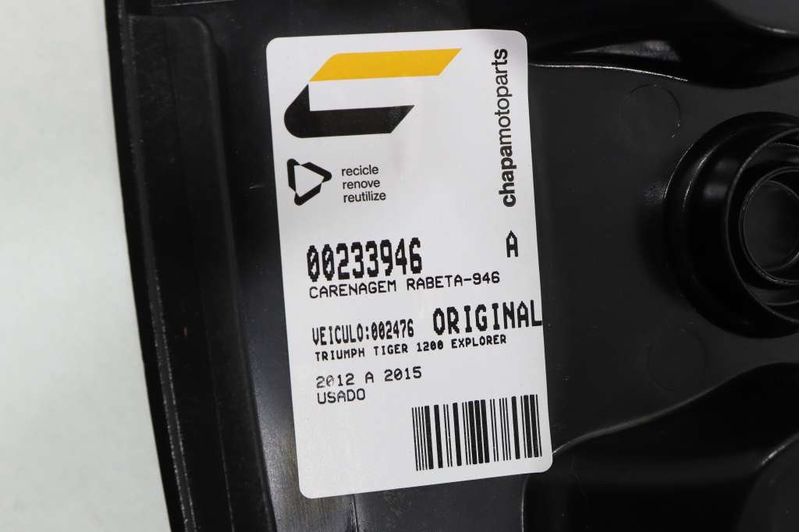 chapamotoparts
recicle
renove
reutilize
00233946 A
CARENAGEM RABETA-946
VEICULO:002476 ORIGINAL
TRIUMPH TIGER 1200 EXPLORER
2012 A 2015
USADO